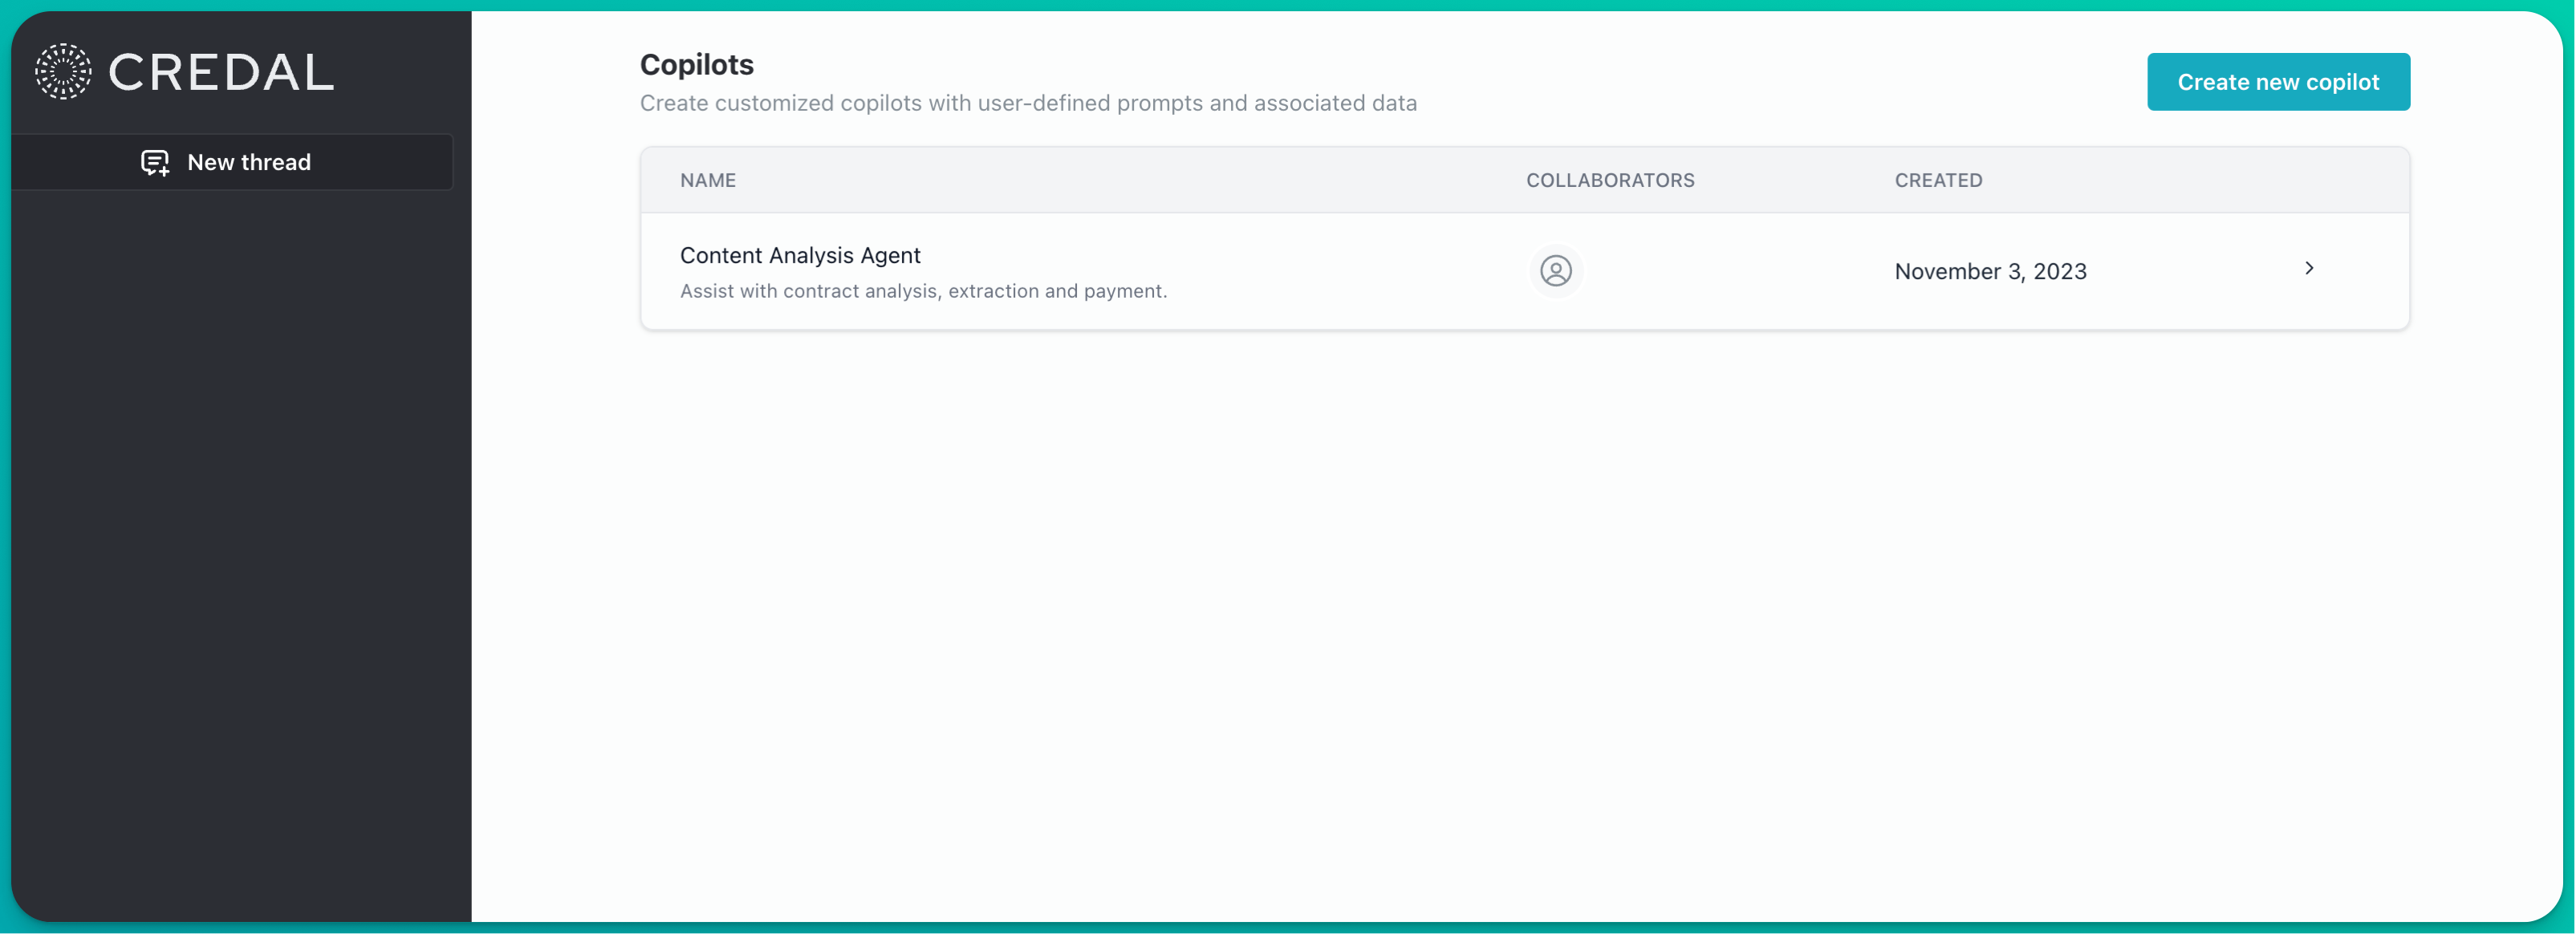 CREDAL
New thread
Copilots
Create customized copilots with user-defined prompts and associated data
Create new copilot
NAME COLLABORATORS CREATED
Content Analysis Agent
Assist with contract analysis, extraction and payment.
November 3, 2023